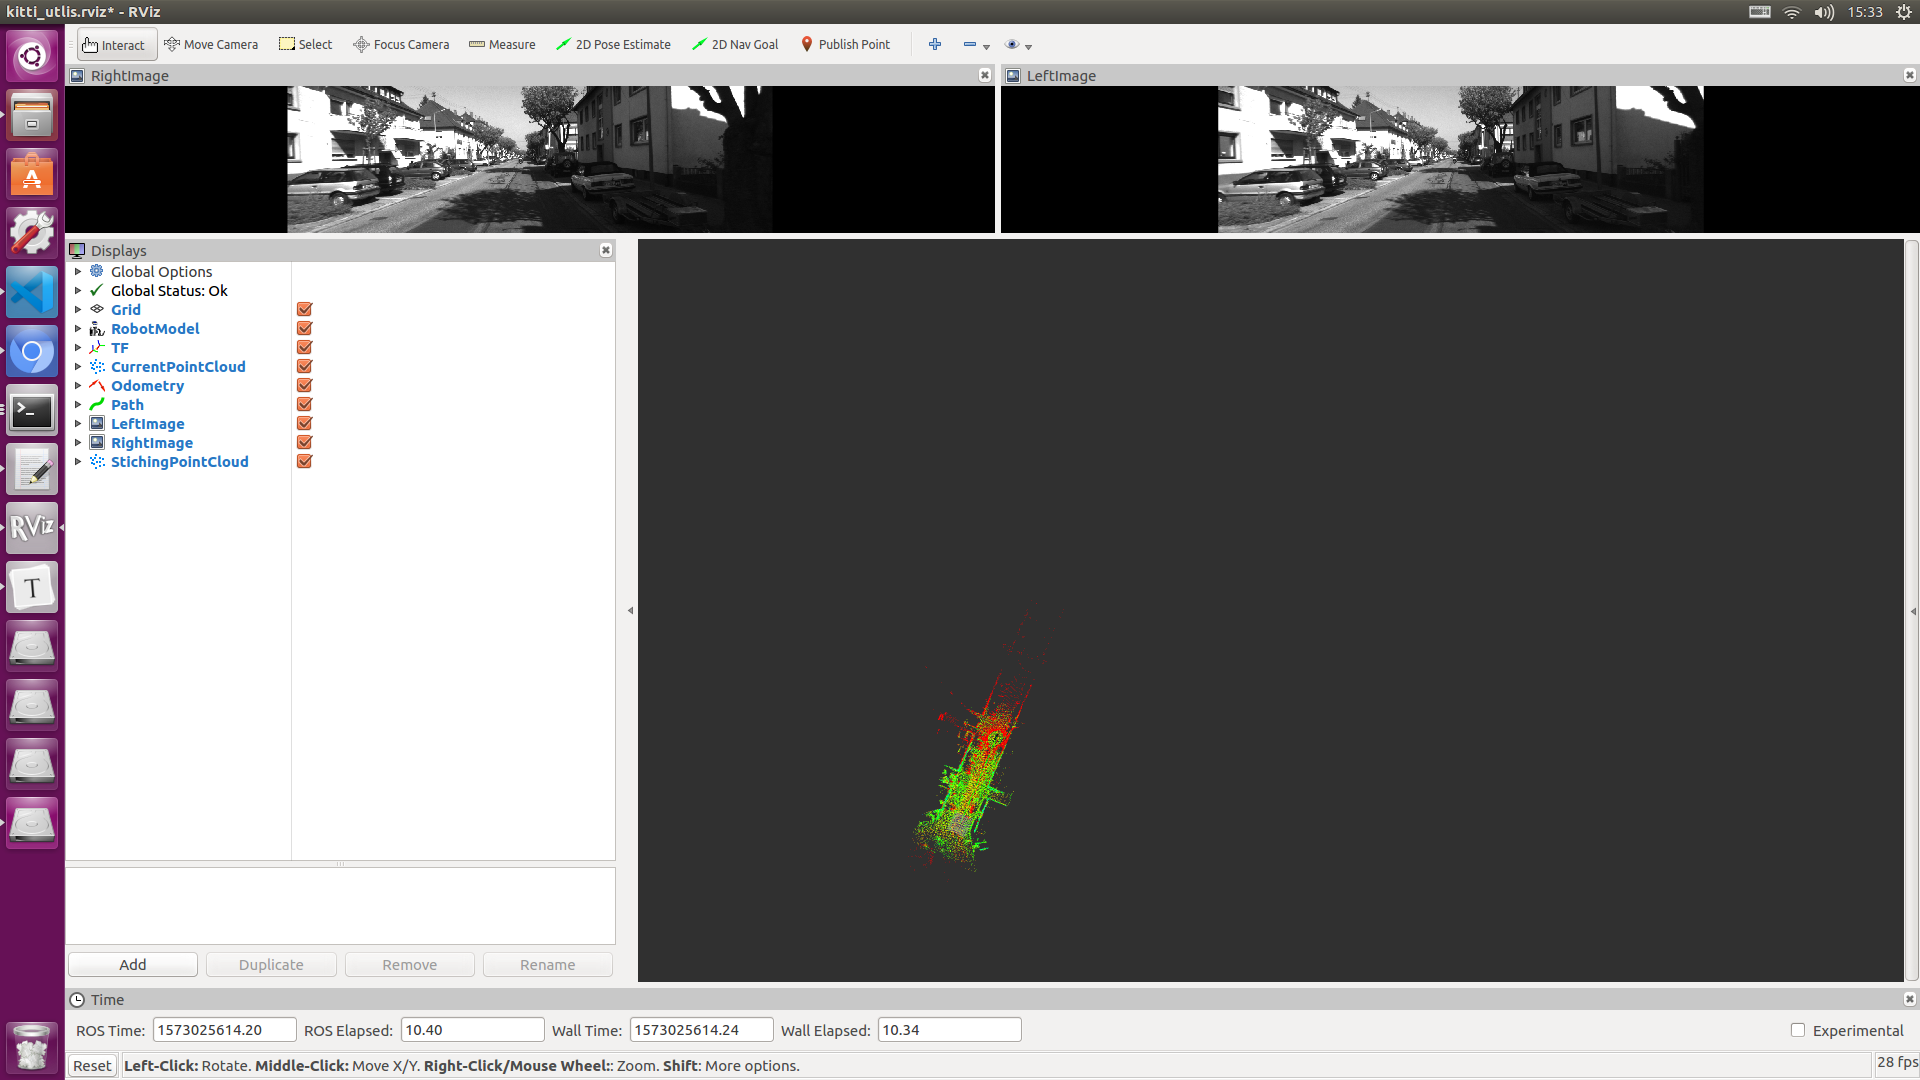 kitti_utlis.rviz* - RViz
15:33
Interact Move Camera Select Focus Camera Measure 2D Pose Estimate 2D Nav Goal Publish Point
RightImage
LeftImage
Displays
Global Options
Global Status: Ok
Grid
RobotModel
TF
CurrentPointCloud
Odometry
Path
LeftImage
RightImage
StichingPointCloud
RViz
T
Add Duplicate Remove Rename
Time
ROS Time: 1573025614.20 ROS Elapsed: 10.40 Wall Time: 1573025614.24 Wall Elapsed: 10.34 Experimental
Reset Left-Click: Rotate. Middle-Click: Move X/Y. Right-Click/Mouse Wheel:: Zoom. Shift: More options. 28 fps